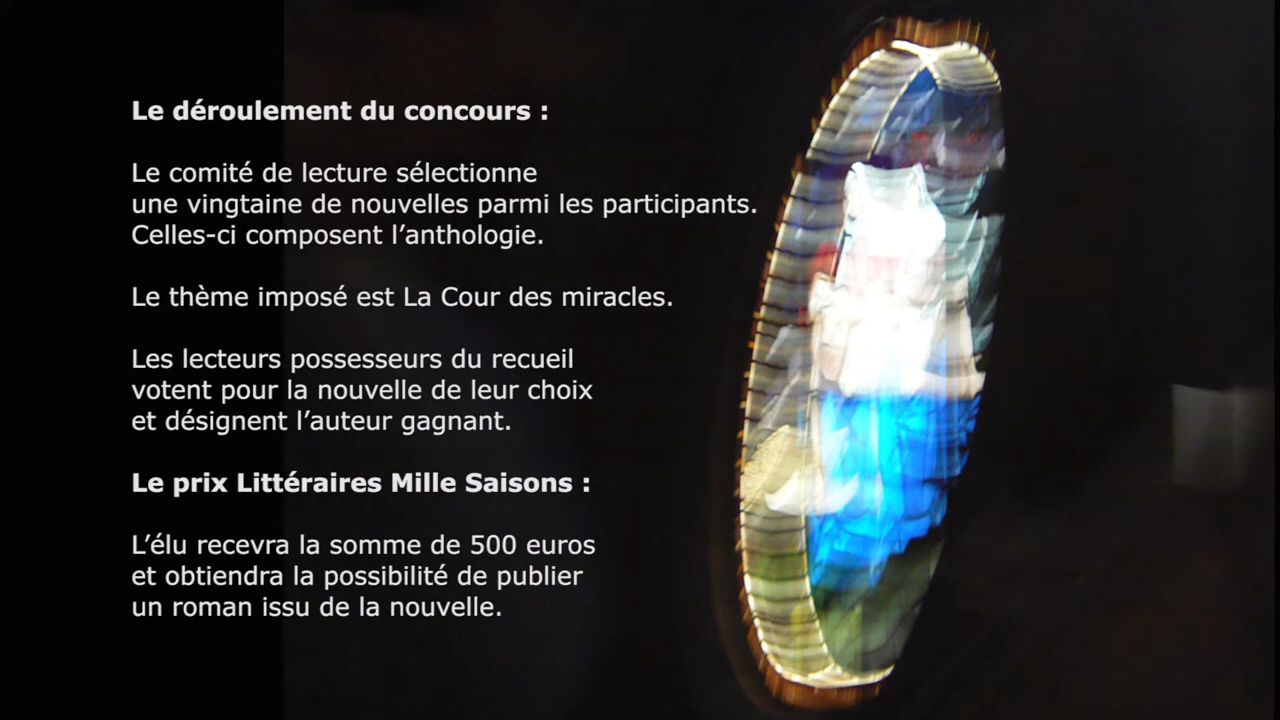 Le déroulement du concours :
Le comité de lecture sélectionne
une vingtaine de nouvelles parmi les participants.
Celles-ci composent l’anthologie.
Le thème imposé est La Cour des miracles.
Les lecteurs possesseurs du recueil
votent pour la nouvelle de leur choix
et désignent l’auteur gagnant.
Le prix Littéraires Mille Saisons :
L’élu recevra la somme de 500 euros
et obtiendra la possibilité de publier
un roman issu de la nouvelle.